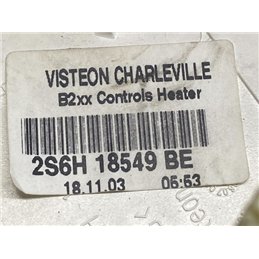 VISTEON CHARLEVILLE
B2xx Controls Heater
2S6H 18549 BE
18.11.03 05:53